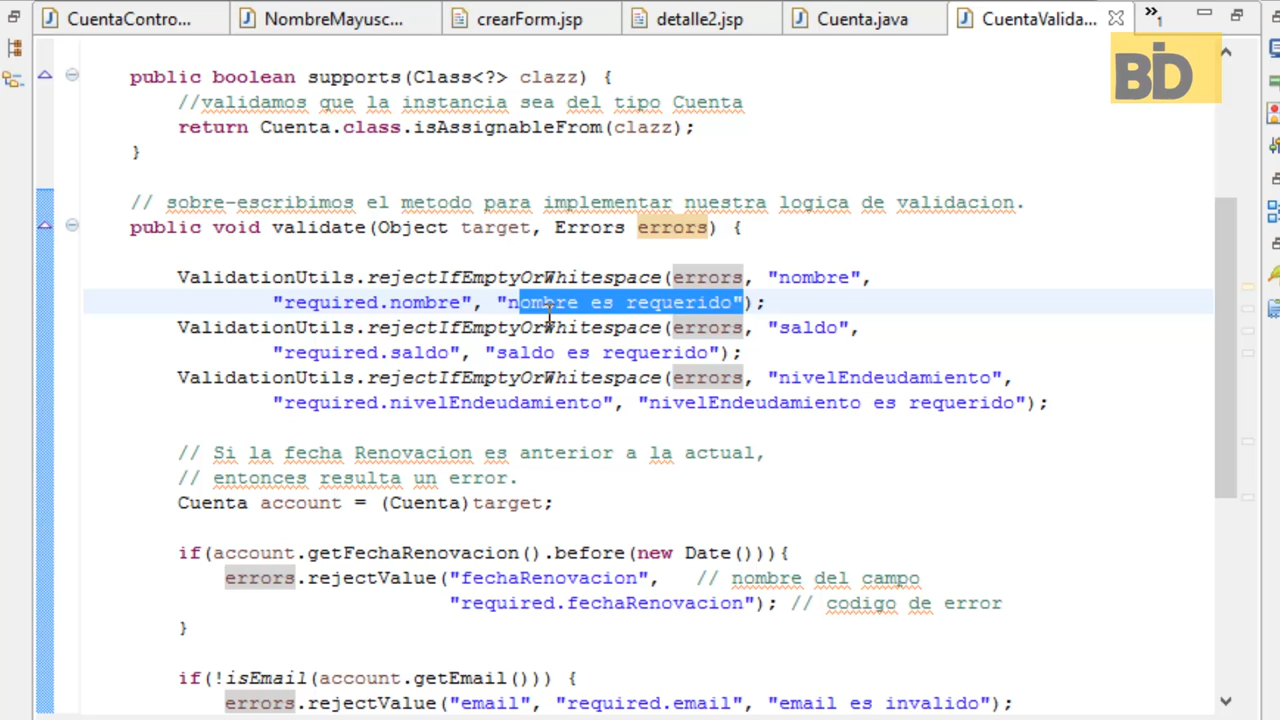 CuentaContro...
NombreMayusc...
crearForm.jsp
detalle2.jsp
Cuenta.java
CuentaValida...
»1
BD
public boolean supports(Class<?> clazz) {
//validamos que la instancia sea del tipo Cuenta
return Cuenta.class.isAssignableFrom(clazz);
}
// sobre-escribimos el metodo para implementar nuestra logica de validacion.
public void validate(Object target, Errors errors) {
ValidationUtils.rejectIfEmptyOrWhitespace(errors, "nombre",
"required.nombre", "nombre es requerido");
ValidationUtils.rejectIfEmptyOrWhitespace(errors, "saldo",
"required.saldo", "saldo es requerido");
ValidationUtils.rejectIfEmptyOrWhitespace(errors, "nivelEndeudamiento",
"required.nivelEndeudamiento", "nivelEndeudamiento es requerido");
// Si la fecha Renovacion es anterior a la actual,
// entonces resulta un error.
Cuenta account = (Cuenta)target;
if(account.getFechaRenovacion().before(new Date())){
errors.rejectValue("fechaRenovacion", // nombre del campo
"required.fechaRenovacion"); // codigo de error
}
if(!isEmail(account.getEmail())) {
errors.rejectValue("email", "required.email", "email es invalido");